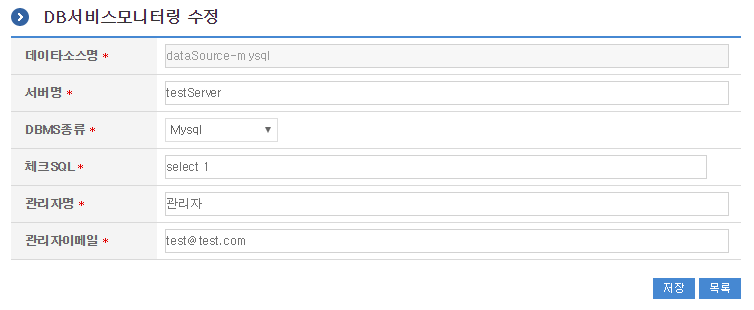 DB서비스모니터링 수정
데이타소스명 * dataSource-mysql
서버명 * testServer
DBMS종류 * Mysql
체크SQL * select 1
관리자명 * 관리자
관리자이메일 * test@test.com
저장 목록